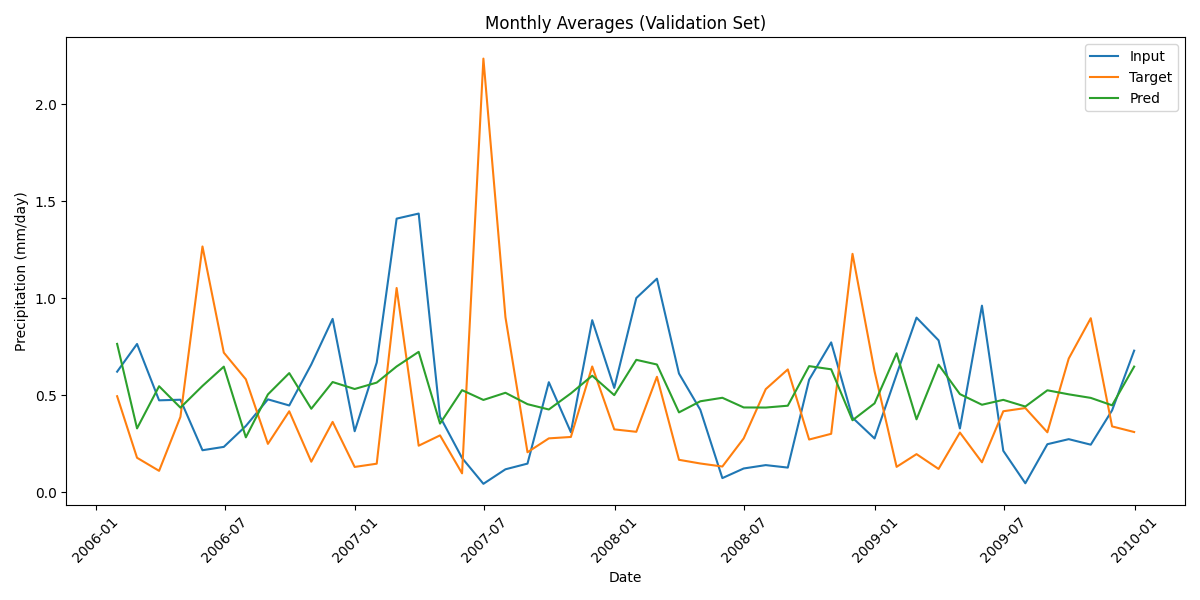 Monthly Averages (Validation Set)
Input
Target
Pred
Precipitation (mm/day)
2.0
1.5
1.0
0.5
0.0
2006-01
2006-07
2007-01
2007-07
2008-01
2008-07
2009-01
2009-07
2010-01
Date